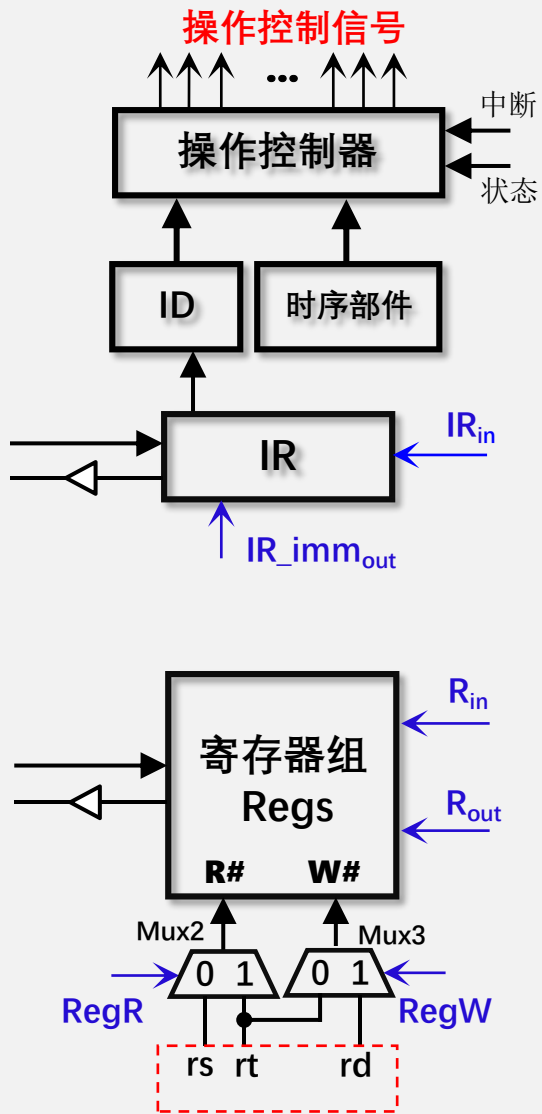 操作控制信号
...
操作控制器
中断
状态
ID
时序部件
IR
IRin
IR_immout
寄存器组
Regs
Rin
Rout
R# W#
Mux2 Mux3
0 1 0 1
RegR RegW
rs rt rd